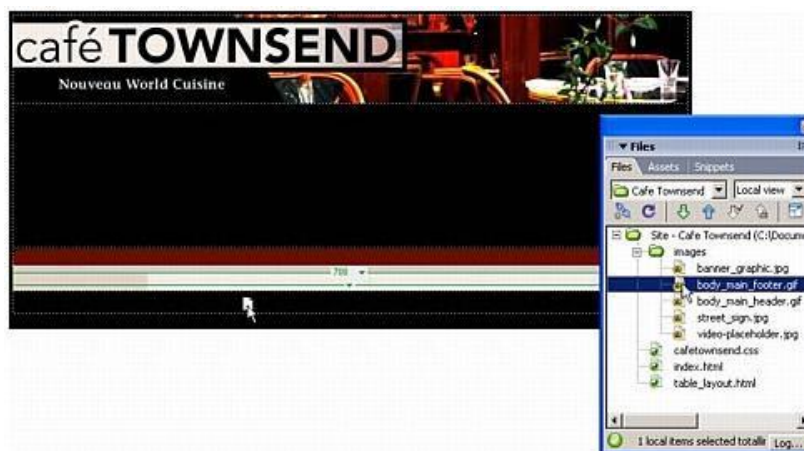 café TOWNSEND
Nouveau World Cuisine
700
Files
Files Assets Snippets
Cafe Townsend Local view
Site - Cafe Townsend (C:\Docum
images
banner_graphic.jpg
body_main_footer.gif
body_main_header.gif
street_sign.jpg
video-placeholder.jpg
cafetownsend.css
index.html
table_layout.html
1 local items selected totallir Log...